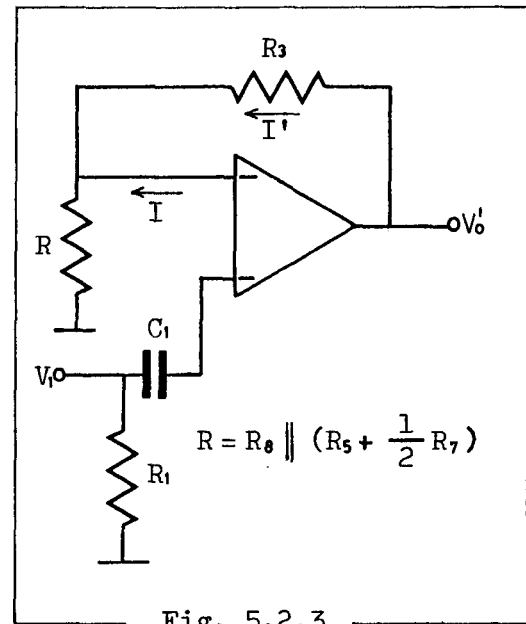 R₃
I'
I
R
V₀'
C₁
V₁
R = R₈ ∥ (R₅ + 1/2 R₇)
R₁
Fig. 5.2.3